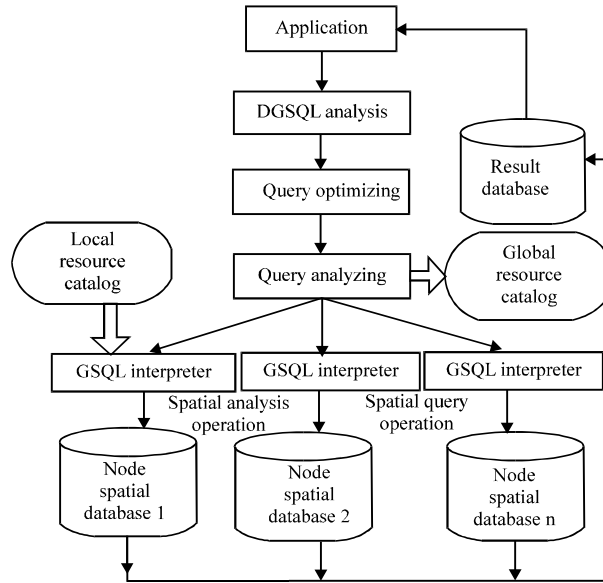 Application
DGSQL analysis
Result
database
Query optimizing
Local
resource
catalog
Query analyzing
Global
resource
catalog
GSQL interpreter
GSQL interpreter
GSQL interpreter
Spatial analysis
operation
Spatial query
operation
Node
spatial
database 1
Node
spatial
database 2
Node
spatial
database n